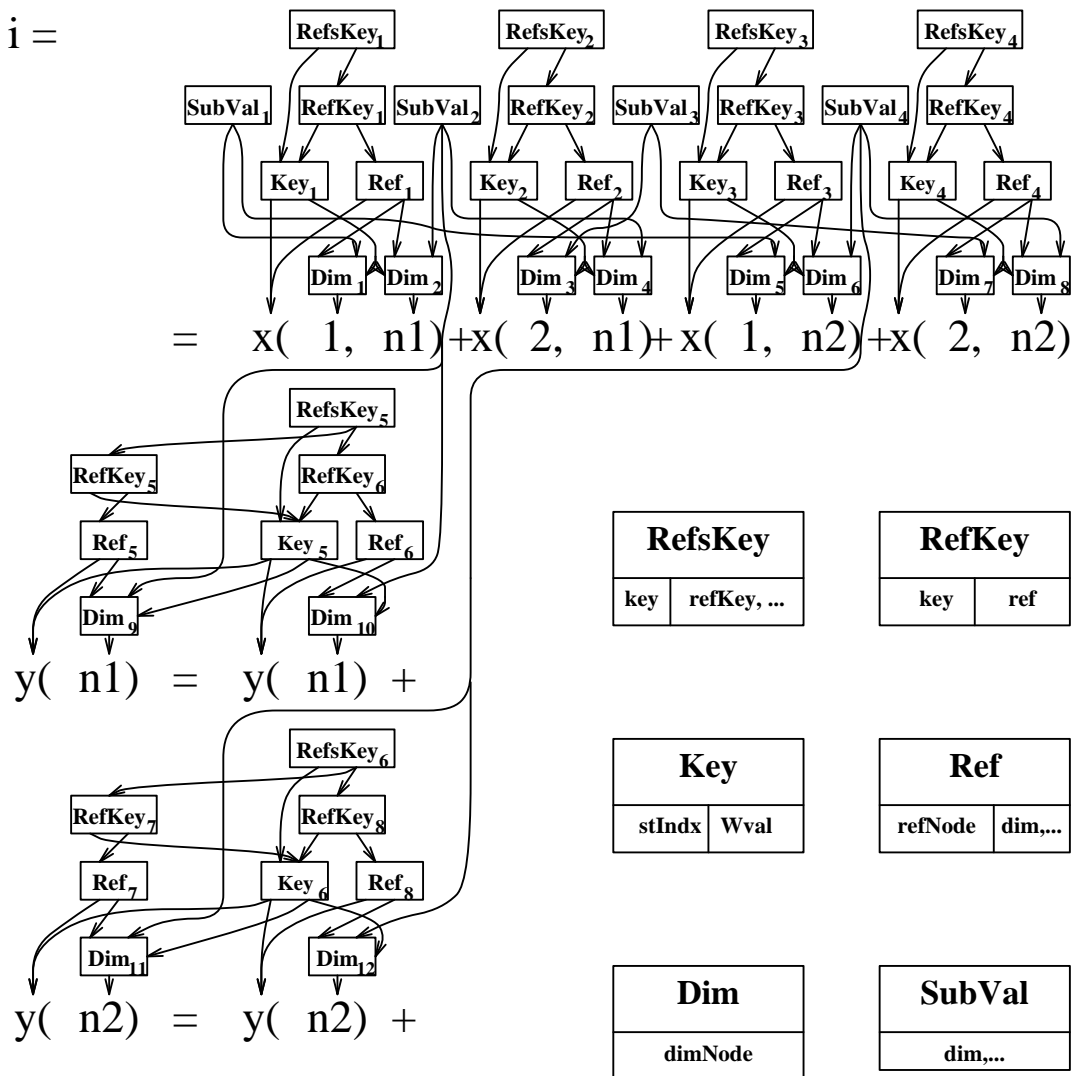 i =
RefsKey1 RefsKey2 RefsKey3 RefsKey4
SubVal1 RefKey1 SubVal2 RefKey2 SubVal3 RefKey3 SubVal4 RefKey4
Key1 Ref1 Key2 Ref2 Key3 Ref3 Key4 Ref4
Dim1 Dim2 Dim3 Dim4 Dim5 Dim6 Dim7 Dim8
= x( 1, n1) +x( 2, n1) + x( 1, n2) +x( 2, n2)
RefsKey5
RefKey5 RefKey6
Ref5 Key5 Ref6
Dim9 Dim10
y( n1) = y( n1) +
RefsKey6
RefKey7 RefKey8
Ref7 Key6 Ref8
Dim11 Dim12
y( n2) = y( n2) +
RefsKey
key refKey, ...
RefKey
key ref
Key
stIndx Wval
Ref
refNode dim,...
Dim
dimNode
SubVal
dim,...